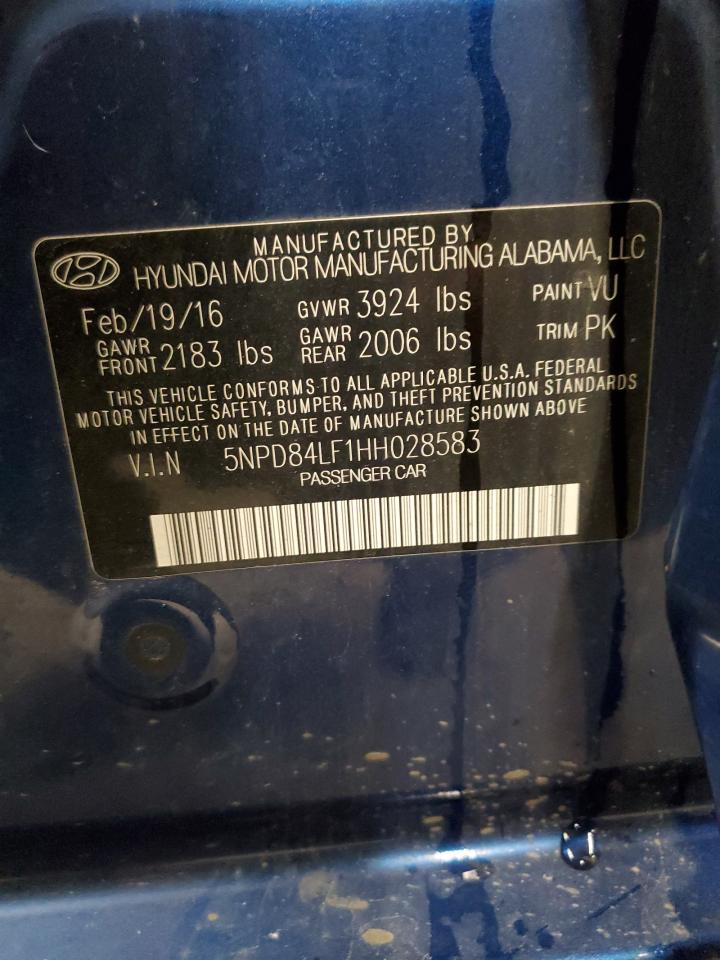 MANUFACTURED BY
HYUNDAI MOTOR MANUFACTURING ALABAMA, LLC
Feb/19/16 GVWR 3924 lbs PAINT VU
GAWR FRONT 2183 lbs GAWR REAR 2006 lbs TRIM PK
THIS VEHICLE CONFORMS TO ALL APPLICABLE U.S.A. FEDERAL
MOTOR VEHICLE SAFETY, BUMPER, AND THEFT PREVENTION STANDARDS
IN EFFECT ON THE DATE OF MANUFACTURE SHOWN ABOVE
V.I.N 5NPD84LF1HH028583
PASSENGER CAR